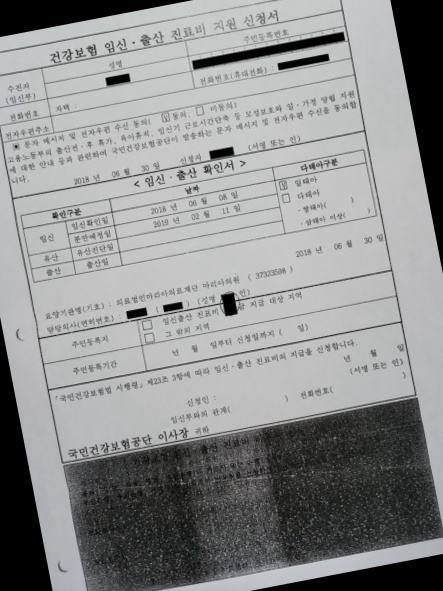 건강보험 임신·출산 진료비 지원 신청서
수진자
(임신부)
성명
주민등록번호
전화번호
자택 :
전화번호(휴대전화) :
전자우편주소
문자 메시지 및 전자우편 수신 동의( 동의, 미동의)
고용노동부의 출산전·후 휴가, 육아휴직, 임신기 근로시간단축 등 모성보호와 일·가정 양립 지원
에 대한 안내 등과 관련하여 국민건강보험공단이 발송하는 문자 메시지 및 전자우편 수신을 동의합
니다.
2018 년 06 월 30 일 신청자 (서명 또는 인)
< 임신·출산 확인서 >
확인구분 날짜 다태아구분
임신 임신확인일 2018 년 06 월 08 일
분만예정일 2019 년 02 월 11 일
유산 유산진단일
출산 출산일
일태아
다태아
- 쌍태아( )
- 삼태아 이상( )
2018 년 06 월 30 일
요양기관명(기호) : 의료법인마리아의료재단 마리아의원 ( 37323508 )
담당의사(면허번호) : ( ) (성명 인)
주민등록지
임신출산 진료비 지급 대상 지역
그 밖의 지역
주민등록기간
년 월 일부터 신청일까지 ( 일)
「국민건강보험법 시행령」 제23조 3항에 따라 임신·출산 진료비의 지급을 신청합니다.
년 월 일
신청인 : (서명 또는 인)
임신부와의 관계( ) 전화번호( )
국민건강보험공단 이사장 귀하